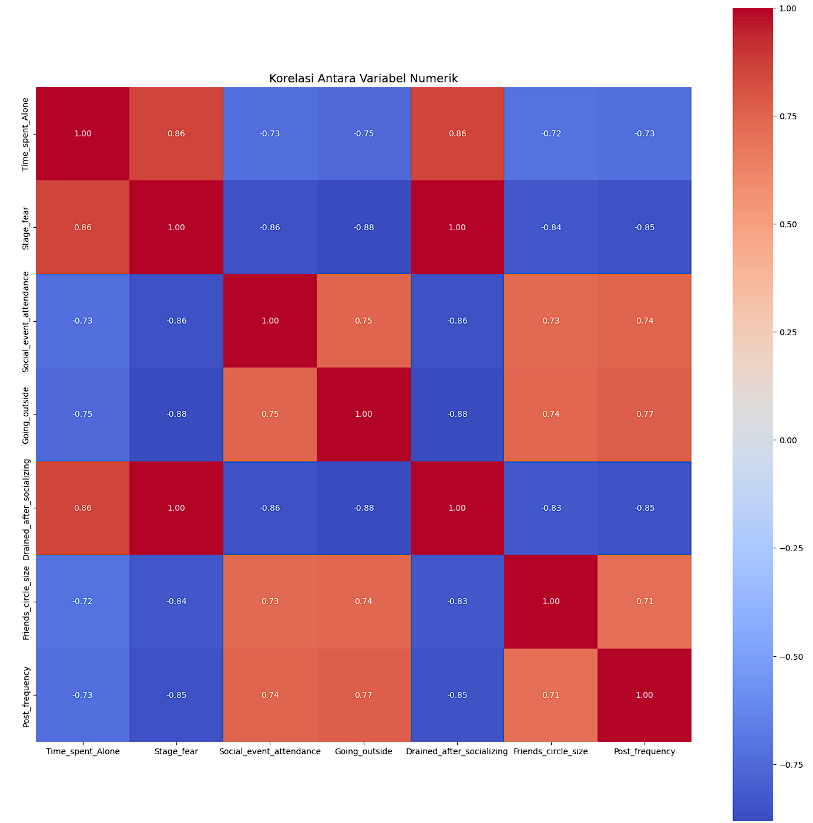 Korelasi Antara Variabel Numerik
Time_spent_Alone
1.00 0.86 -0.73 -0.75 0.86 -0.72 -0.73
Stage_fear
0.86 1.00 -0.86 -0.88 1.00 -0.84 -0.85
Social_event_attendance
-0.73 -0.86 1.00 0.75 -0.86 0.73 0.74
Going_outside
-0.75 -0.88 0.75 1.00 -0.88 0.74 0.77
Drained_after_socializing
0.86 1.00 -0.86 -0.88 1.00 -0.83 -0.85
Friends_circle_size
-0.72 -0.84 0.73 0.74 -0.83 1.00 0.71
Post_frequency
-0.73 -0.85 0.74 0.77 -0.85 0.71 1.00
Time_spent_Alone Stage_fear Social_event_attendance Going_outside Drained_after_socializing Friends_circle_size Post_frequency
1.00
0.75
0.50
0.25
0.00
−0.25
−0.50
−0.75